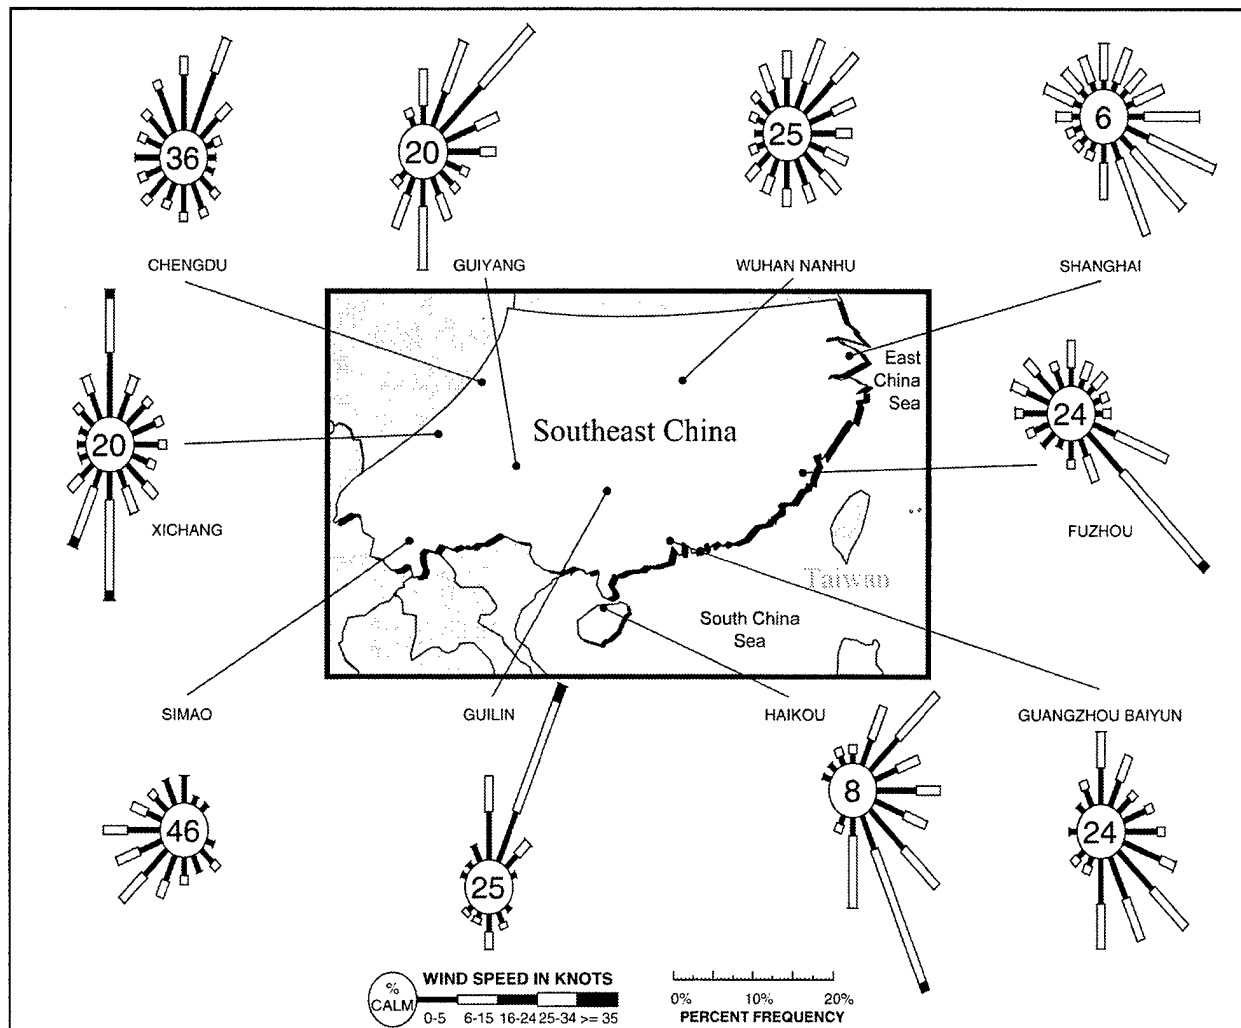 36
20
25
6
CHENGDU
GUIYANG
WUHAN NANHU
SHANGHAI
East
China
Sea
20
Southeast China
24
XICHANG
FUZHOU
Taiwan
South China
Sea
SIMAO
GUILIN
HAIKOU
GUANGZHOU BAIYUN
46
25
8
24
%
CALM
WIND SPEED IN KNOTS
0-5 6-15 16-24 25-34 >= 35
0% 10% 20%
PERCENT FREQUENCY